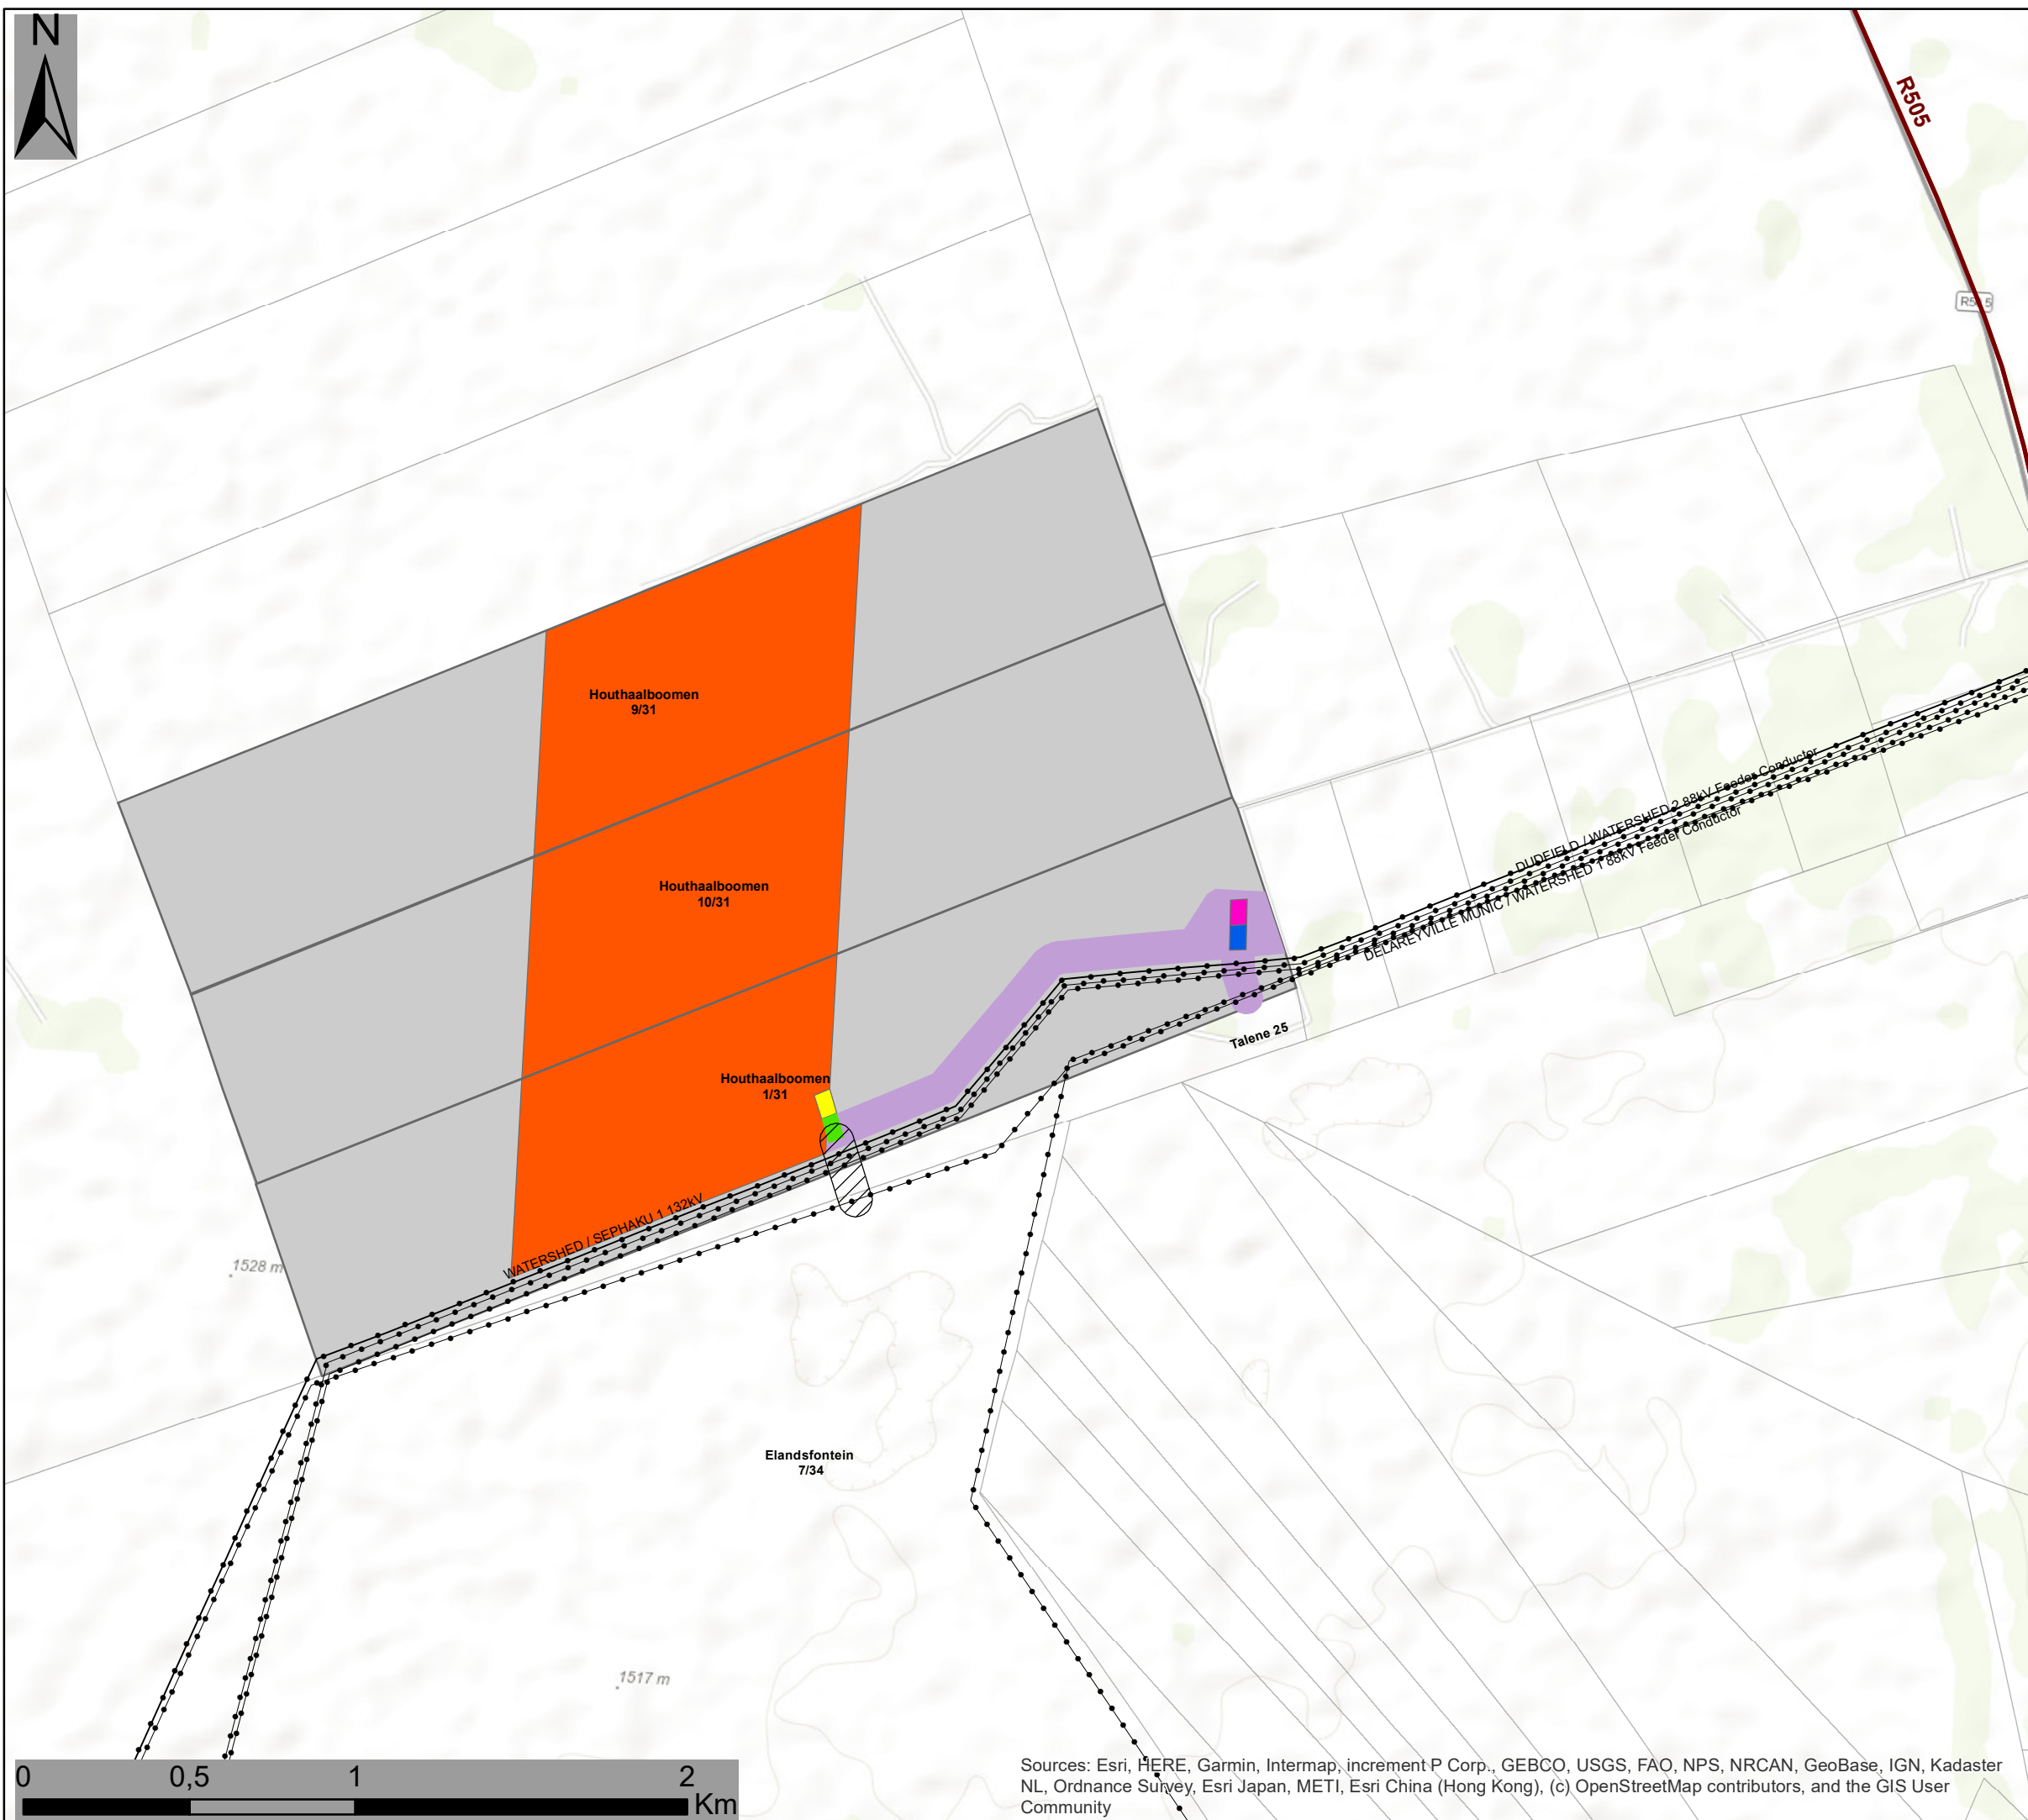 N
R505
R505
Houthaalboomen
9/31
Houthaalboomen
10/31
DUDFIELD / WATERSHED 2 88kV Feeder Conductor
DELAREYVILLE MUNIC / WATERSHED 1 88kV Feeder Conductor
Talene 25
Houthaalboomen
1/31
WATERSHED / SEPHAKU 1 132kV
1528 m
Elandsfontein
7/34
1517 m
0 0,5 1 2
Km
Sources: Esri, HERE, Garmin, Intermap, increment P Corp., GEBCO, USGS, FAO, NPS, NRCAN, GeoBase, IGN, Kadaster
NL, Ordnance Survey, Esri Japan, METI, Esri China (Hong Kong), (c) OpenStreetMap contributors, and the GIS User
Community